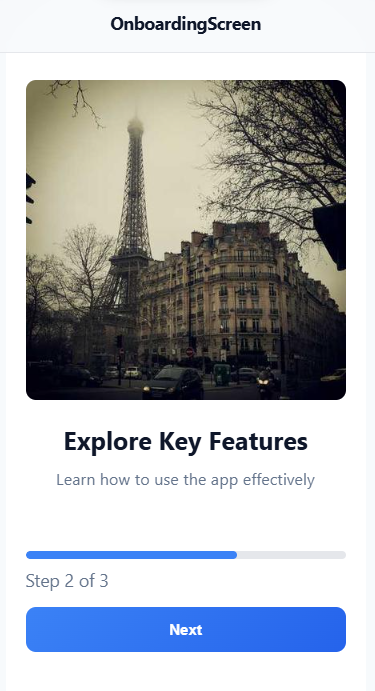 OnboardingScreen
Explore Key Features
Learn how to use the app effectively
Step 2 of 3
Next